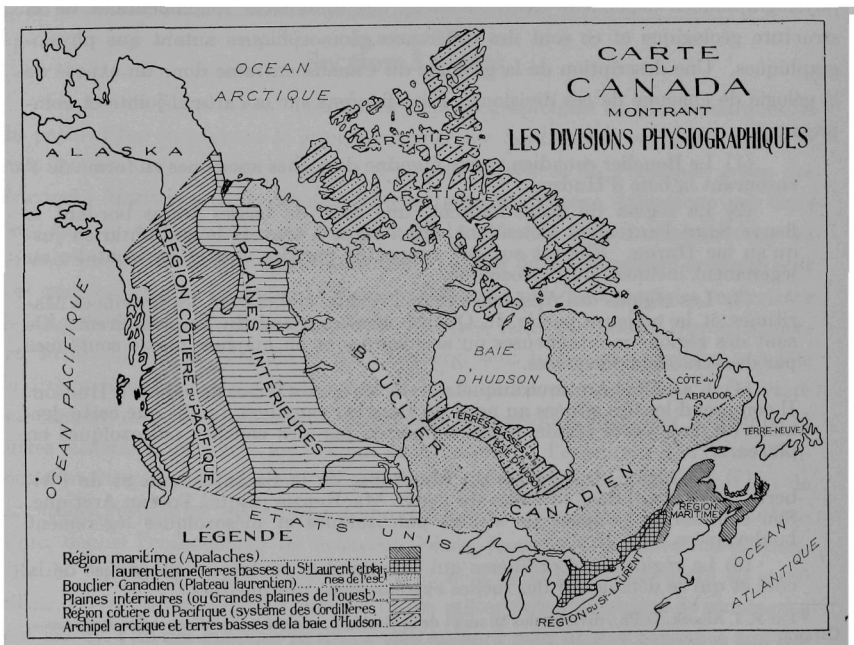 CARTE
DU
CANADA
MONTRANT
LES DIVISIONS PHYSIOGRAPHIQUES
OCEAN
ARCTIQUE
ALASKA
ARCHIPEL
ARCTIQUE
OCEAN PACIFIQUE
RÉGION CÔTIÈRE DU PACIFIQUE
PLAINES INTÉRIEURES
BOUCLIER
CANADIEN
BAIE
D'HUDSON
TERRES-BASSES de la
BAIE D'HUDSON
CÔTE du
LABRADOR
TERRE-NEUVE
RÉGION
MARITIME
RÉGION DU ST-LAURENT
OCEAN
ATLANTIQUE
ETATS UNIS
LÉGENDE
Région maritime (Apalaches)
" laurentienne (Terres basses du St Laurent et plai-
nes de l'est)
Bouclier Canadien (Plateau laurentien)
Plaines intérieures (ou Grandes plaines de l'ouest)
Région côtière du Pacifique (système des Cordillères
Archipel arctique et terres basses de la baie d'Hudson